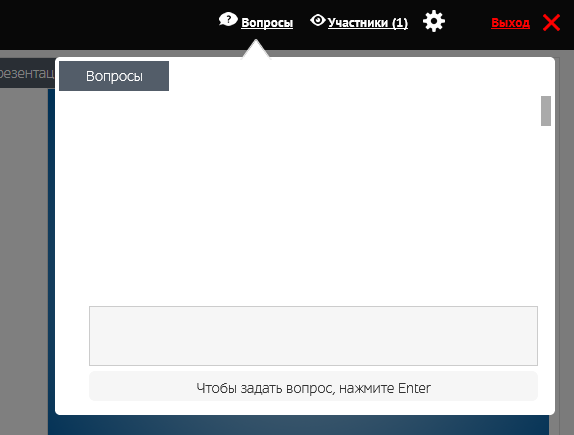 Вопросы
Участники (1)
Выход
Вопросы
Чтобы задать вопрос, нажмите Enter